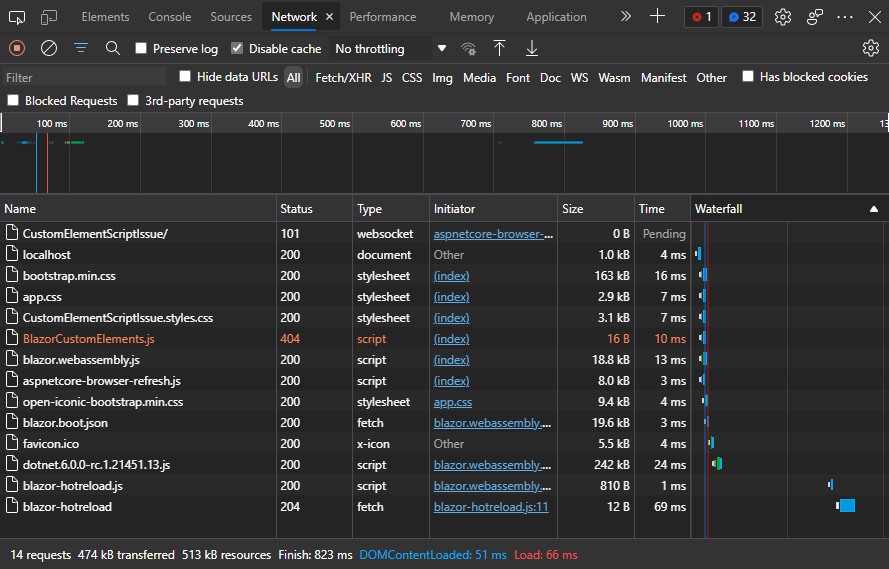 Elements Console Sources Network × Performance Memory Application » 1 32
Preserve log Disable cache No throttling
Filter Hide data URLs All Fetch/XHR JS CSS Img Media Font Doc WS Wasm Manifest Other Has blocked cookies
Blocked Requests 3rd-party requests
100 ms 200 ms 300 ms 400 ms 500 ms 600 ms 700 ms 800 ms 900 ms 1000 ms 1100 ms 1200 ms 13
Name Status Type Initiator Size Time Waterfall
CustomElementScriptIssue/ 101 websocket aspnetcore-browser-... 0 B Pending
localhost 200 document Other 1.0 kB 4 ms
bootstrap.min.css 200 stylesheet (index) 163 kB 16 ms
app.css 200 stylesheet (index) 2.9 kB 7 ms
CustomElementScriptIssue.styles.css 200 stylesheet (index) 3.1 kB 7 ms
BlazorCustomElements.js 404 script (index) 16 B 10 ms
blazor.webassembly.js 200 script (index) 18.8 kB 13 ms
aspnetcore-browser-refresh.js 200 script (index) 8.0 kB 3 ms
open-iconic-bootstrap.min.css 200 stylesheet app.css 9.4 kB 4 ms
blazor.boot.json 200 fetch blazor.webassembly.... 19.6 kB 3 ms
favicon.ico 200 x-icon Other 5.5 kB 4 ms
dotnet.6.0.0-rc.1.21451.13.js 200 script blazor.webassembly.... 242 kB 24 ms
blazor-hotreload.js 200 script blazor.webassembly.... 810 B 1 ms
blazor-hotreload 204 fetch blazor-hotreload.js:11 12 B 69 ms
14 requests 474 kB transferred 513 kB resources Finish: 823 ms DOMContentLoaded: 51 ms Load: 66 ms